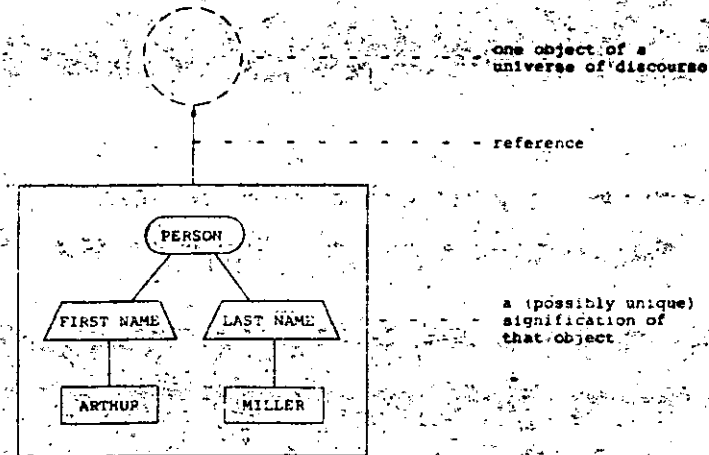 one object of a
universe of discourse
reference
PERSON
FIRST NAME
LAST NAME
a (possibly unique)
signification of
that object
ARTHUR
MILLER